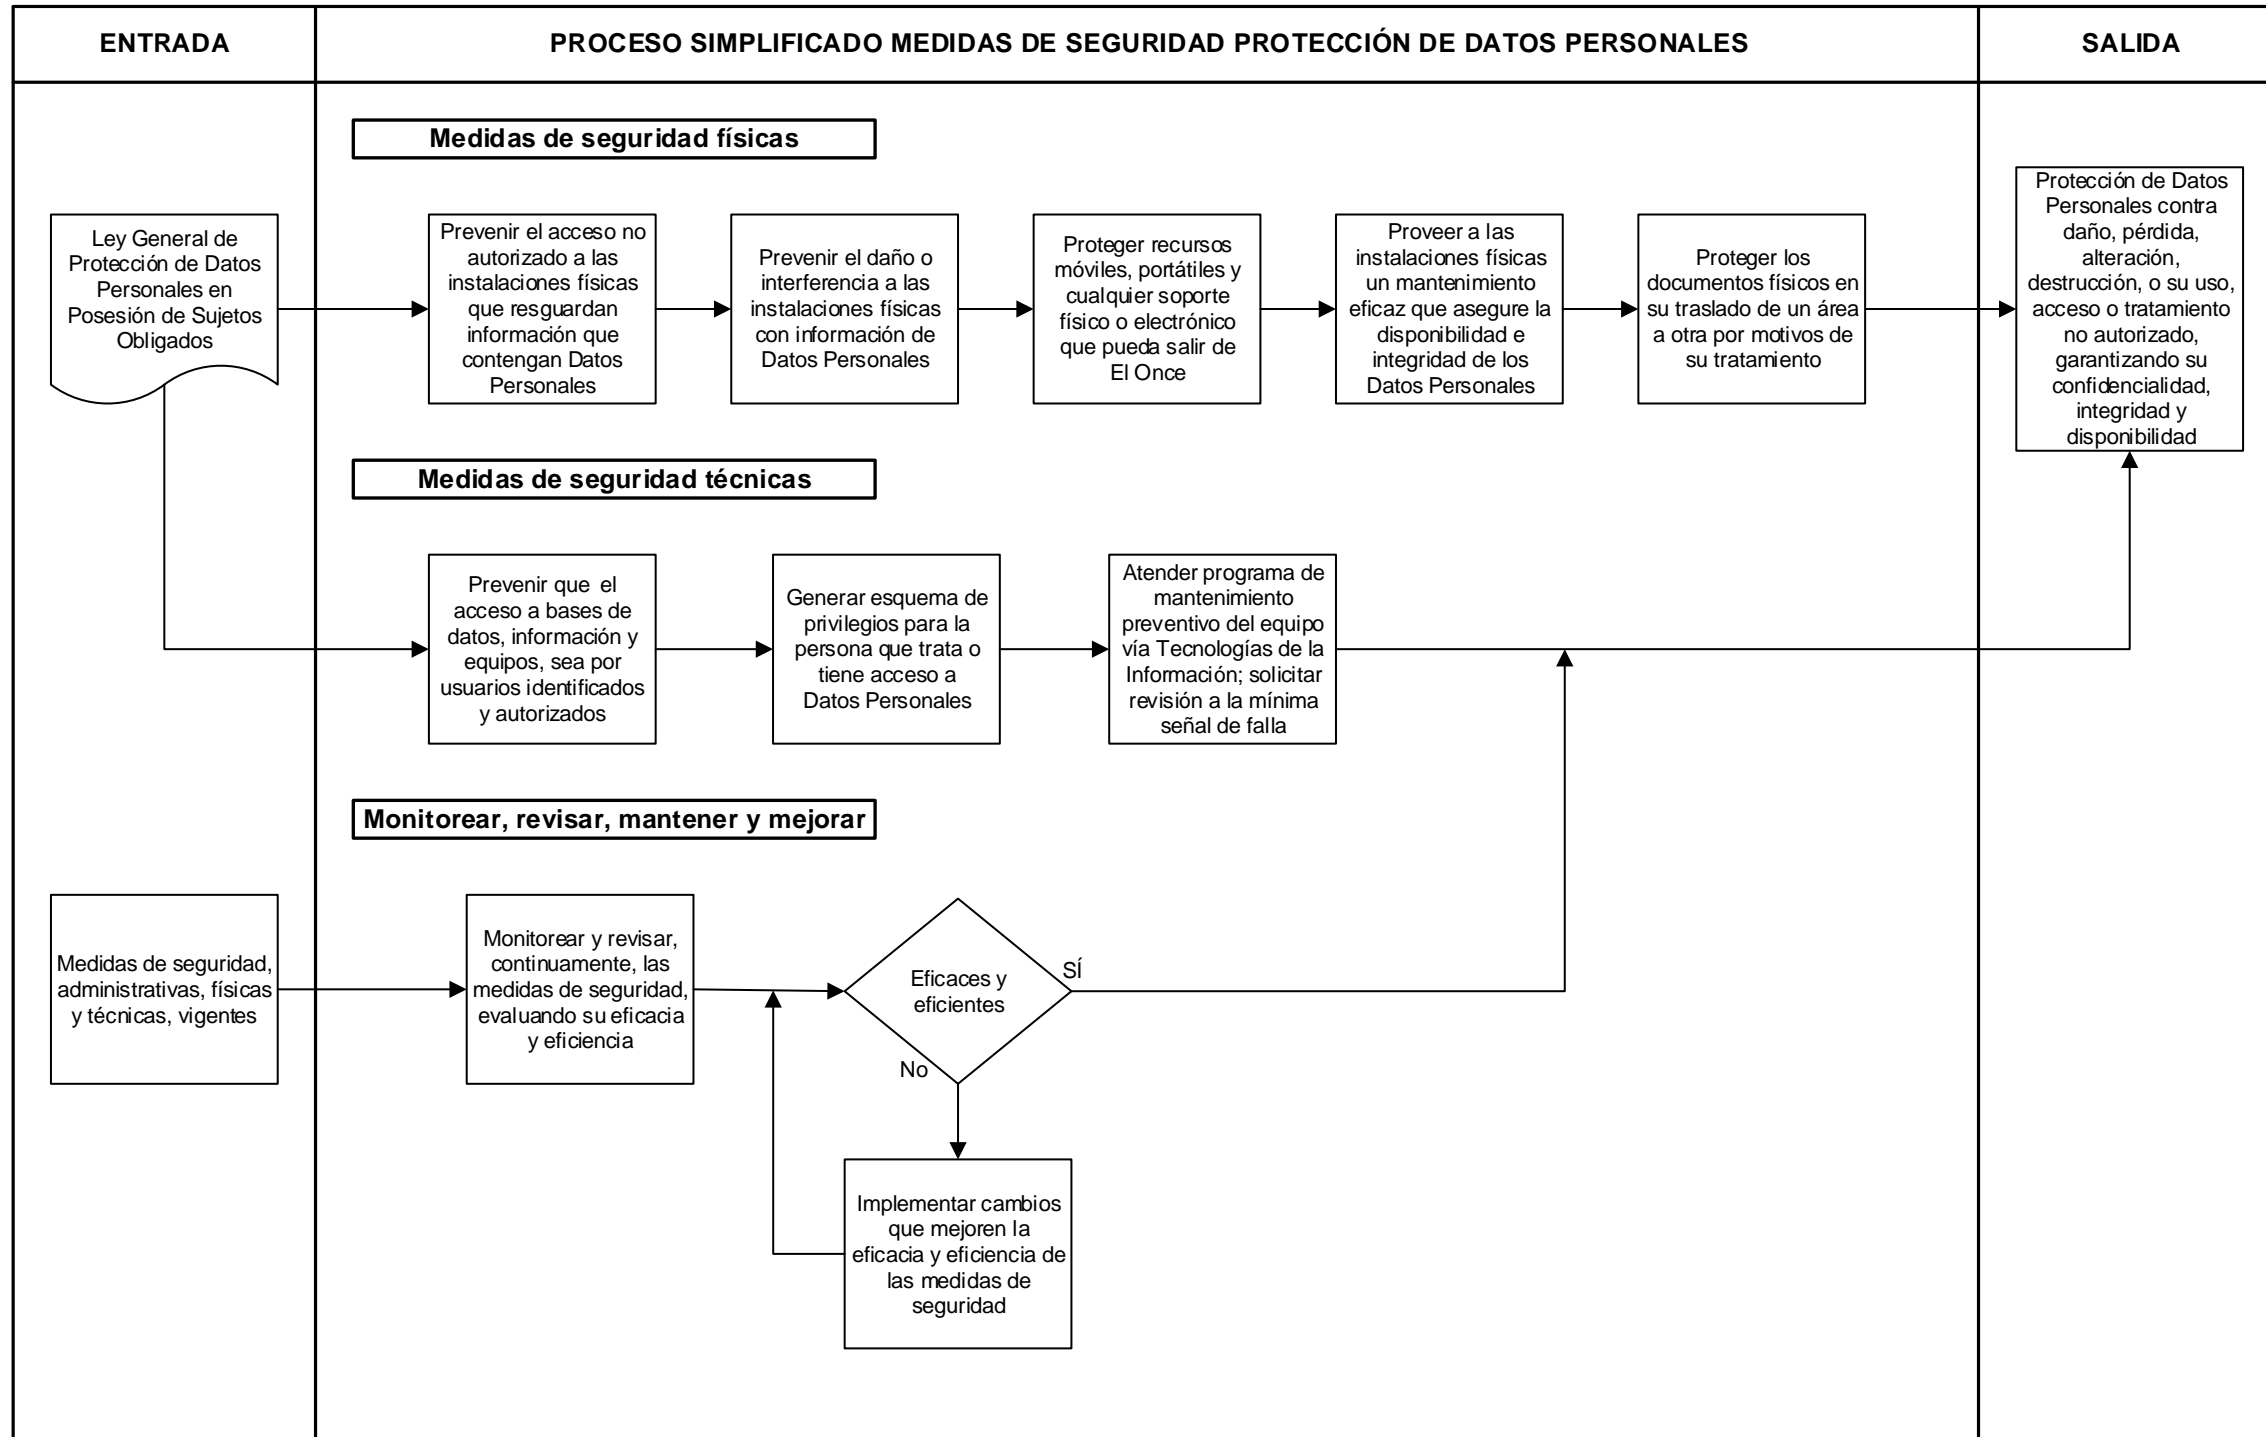 ENTRADA
PROCESO SIMPLIFICADO MEDIDAS DE SEGURIDAD PROTECCIÓN DE DATOS PERSONALES
SALIDA
Medidas de seguridad físicas
Ley General de
Protección de Datos
Personales en
Posesión de Sujetos
Obligados
Prevenir el acceso no
autorizado a las
instalaciones físicas
que resguardan
información que
contengan Datos
Personales
Prevenir el daño o
interferencia a las
instalaciones físicas
con información de
Datos Personales
Proteger recursos
móviles, portátiles y
cualquier soporte
físico o electrónico
que pueda salir de
El Once
Proveer a las
instalaciones físicas
un mantenimiento
eficaz que asegure la
disponibilidad e
integridad de los
Datos Personales
Proteger los
documentos físicos en
su traslado de un área
a otra por motivos de
su tratamiento
Protección de Datos
Personales contra
daño, pérdida,
alteración,
destrucción, o su uso,
acceso o tratamiento
no autorizado,
garantizando su
confidencialidad,
integridad y
disponibilidad
Medidas de seguridad técnicas
Prevenir que el
acceso a bases de
datos, información y
equipos, sea por
usuarios identificados
y autorizados
Generar esquema de
privilegios para la
persona que trata o
tiene acceso a
Datos Personales
Atender programa de
mantenimiento
preventivo del equipo
vía Tecnologías de la
Información; solicitar
revisión a la mínima
señal de falla
Monitorear, revisar, mantener y mejorar
Medidas de seguridad,
administrativas, físicas
y técnicas, vigentes
Monitorear y revisar,
continuamente, las
medidas de seguridad,
evaluando su eficacia
y eficiencia
Eficaces y
eficientes
SÍ
No
Implementar cambios
que mejoren la
eficacia y eficiencia de
las medidas de
seguridad